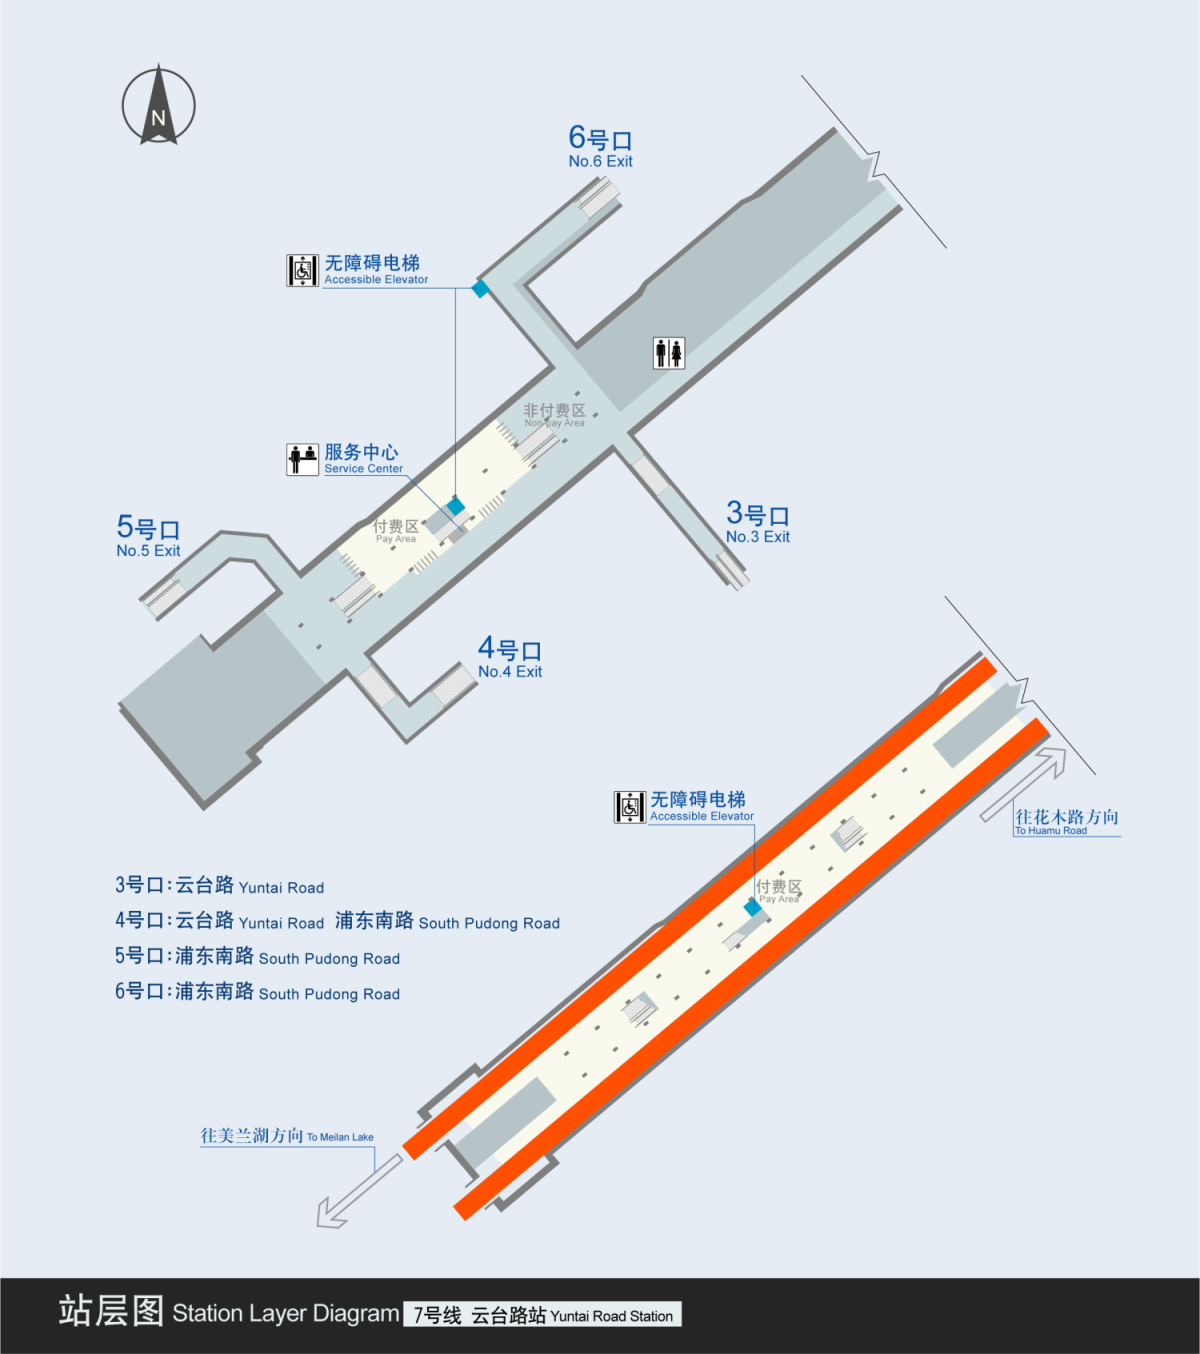 N
6号口
No.6 Exit
无障碍电梯
Accessible Elevator
非付费区
Non-pay Area
服务中心
Service Center
3号口
No.3 Exit
5号口
No.5 Exit
付费区
Pay Area
4号口
No.4 Exit
无障碍电梯
Accessible Elevator
往花木路方向
To Huamu Road
付费区
Pay Area
3号口:云台路 Yuntai Road
4号口:云台路 Yuntai Road 浦东南路 South Pudong Road
5号口:浦东南路 South Pudong Road
6号口:浦东南路 South Pudong Road
往美兰湖方向 To Meilan Lake
站层图 Station Layer Diagram 7号线 云台路站 Yuntai Road Station